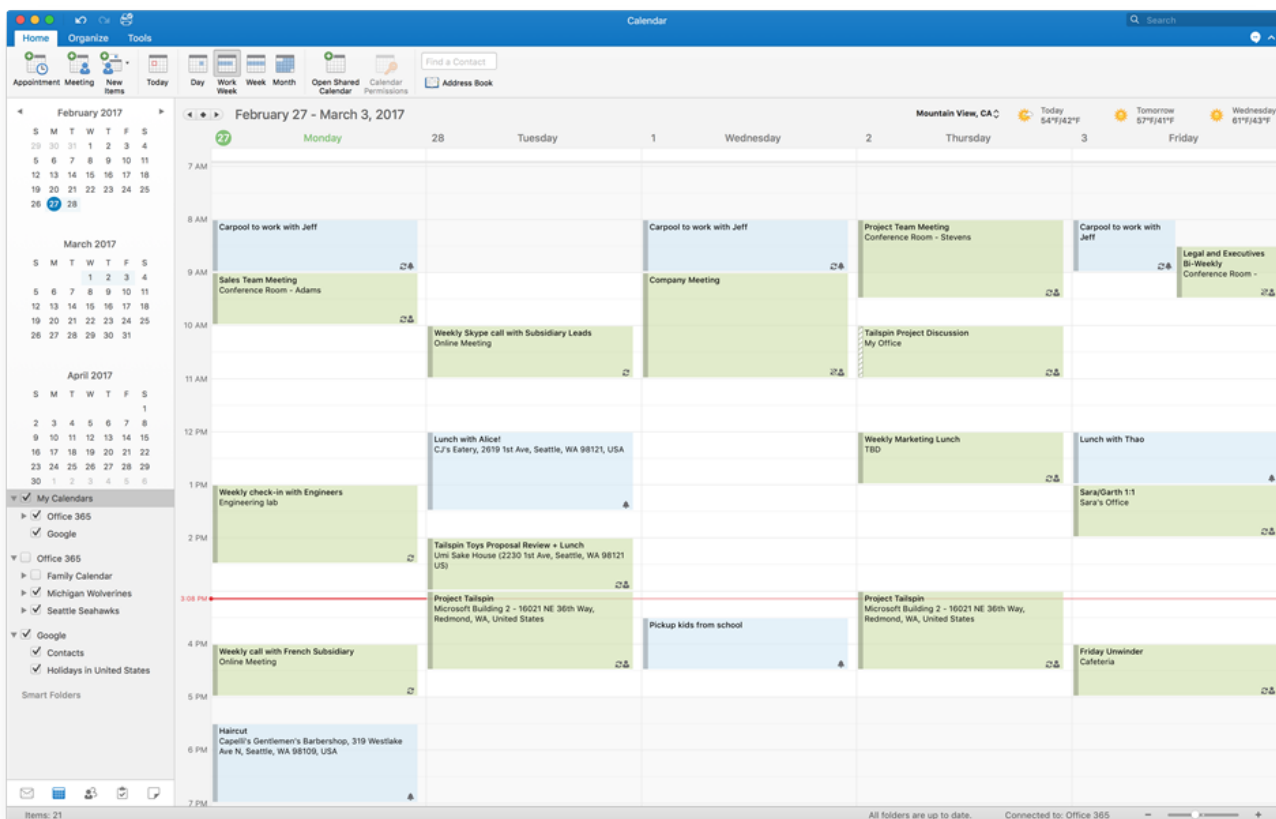 Calendar
Search
Home Organize Tools
Appointment Meeting New Items Today Day Work Week Week Month Open Shared Calendar Calendar Permissions
Find a Contact
Address Book
February 2017
S M T W T F S
29 30 31 1 2 3 4
5 6 7 8 9 10 11
12 13 14 15 16 17 18
19 20 21 22 23 24 25
26 27 28
March 2017
S M T W T F S
1 2 3 4
5 6 7 8 9 10 11
12 13 14 15 16 17 18
19 20 21 22 23 24 25
26 27 28 29 30 31
April 2017
S M T W T F S
1
2 3 4 5 6 7 8
9 10 11 12 13 14 15
16 17 18 19 20 21 22
23 24 25 26 27 28 29
30 1 2 3 4 5 6
My Calendars
Office 365
Google
Office 365
Family Calendar
Michigan Wolverines
Seattle Seahawks
Google
Contacts
Holidays in United States
Smart Folders
February 27 - March 3, 2017
Mountain View, CA
Today
54°F/42°F
Tomorrow
57°F/41°F
Wednesday
61°F/43°F
27 Monday
28 Tuesday
1 Wednesday
2 Thursday
3 Friday
7 AM
8 AM
9 AM
10 AM
11 AM
12 PM
1 PM
2 PM
3:08 PM
4 PM
5 PM
6 PM
7 PM
Carpool to work with Jeff
Sales Team Meeting
Conference Room - Adams
Weekly check-in with Engineers
Engineering lab
Weekly call with French Subsidiary
Online Meeting
Haircut
Capelli's Gentlemen's Barbershop, 319 Westlake
Ave N, Seattle, WA 98109, USA
Weekly Skype call with Subsidiary Leads
Online Meeting
Lunch with Alice!
CJ's Eatery, 2619 1st Ave, Seattle, WA 98121, USA
Tailspin Toys Proposal Review + Lunch
Umi Sake House (2230 1st Ave, Seattle, WA 98121
US)
Project Tailspin
Microsoft Building 2 - 16021 NE 36th Way,
Redmond, WA, United States
Carpool to work with Jeff
Company Meeting
Pickup kids from school
Project Team Meeting
Conference Room - Stevens
Tailspin Project Discussion
My Office
Weekly Marketing Lunch
TBD
Project Tailspin
Microsoft Building 2 - 16021 NE 36th Way,
Redmond, WA, United States
Carpool to work with
Jeff
Legal and Executives
Bi-Weekly
Conference Room -
Lunch with Thao
Sara/Garth 1:1
Sara's Office
Friday Unwinder
Cafeteria
Items: 21
All folders are up to date.
Connected to: Office 365